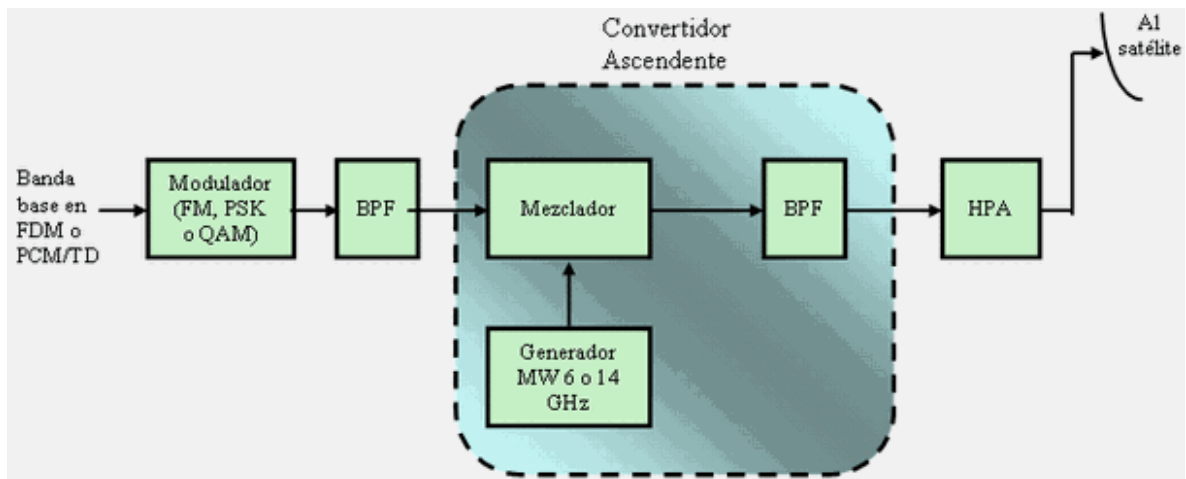 Convertidor
Ascendente
Al
satélite
Banda
base en
FDM o
PCM/TD
Modulador
(FM, PSK
o QAM)
BPF
Mezclador
BPF
HPA
Generador
MW 6 o 14
GHz